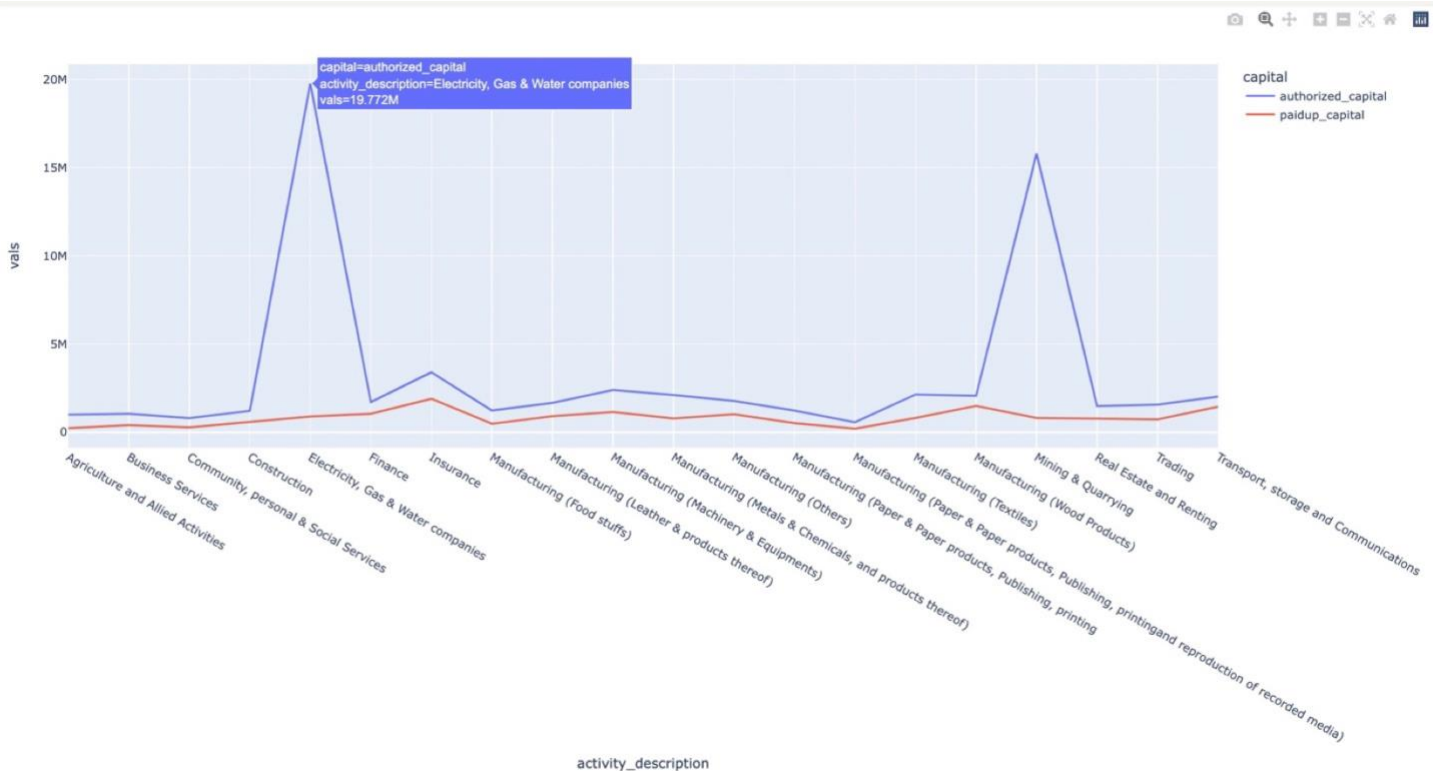 capital=authorized_capital
activity_description=Electricity, Gas & Water companies
vals=19.772M
capital
authorized_capital
paidup_capital
20M
15M
10M
5M
0
vals
Agriculture and Allied Activities
Business Services
Community, personal & Social Services
Construction
Electricity, Gas & Water companies
Finance
Insurance
Manufacturing (Food stuffs)
Manufacturing (Leather & products thereof)
Manufacturing (Machinery & Equipments)
Manufacturing (Metals & Chemicals, and products thereof)
Manufacturing (Others)
Manufacturing (Paper & Paper products, Publishing, printing
Manufacturing (Paper & Paper products, Publishing, printingand reproduction of recorded media)
Manufacturing (Textiles)
Manufacturing (Wood Products)
Mining & Quarrying
Real Estate and Renting
Trading
Transport, storage and Communications
activity_description